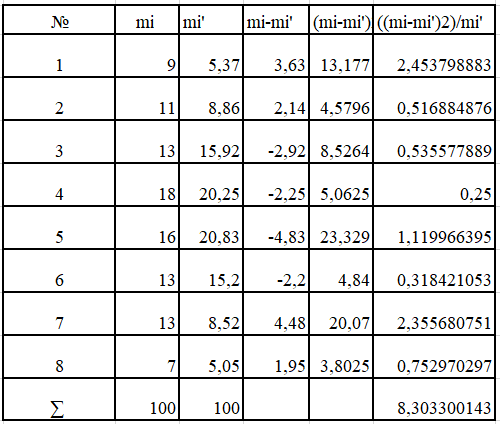 № mi mi' mi-mi' (mi-mi') ((mi-mi')2)/mi'
1 9 5,37 3,63 13,177 2,453798883
2 11 8,86 2,14 4,5796 0,516884876
3 13 15,92 -2,92 8,5264 0,535577889
4 18 20,25 -2,25 5,0625 0,25
5 16 20,83 -4,83 23,329 1,119966395
6 13 15,2 -2,2 4,84 0,318421053
7 13 8,52 4,48 20,07 2,355680751
8 7 5,05 1,95 3,8025 0,752970297
∑ 100 100 8,303300143